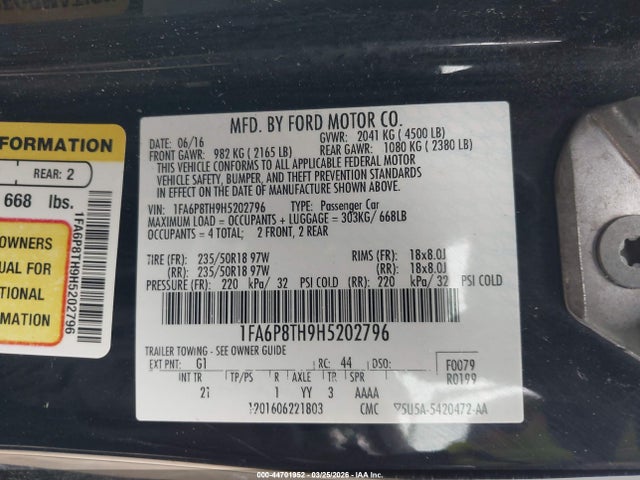 FORMATION
REAR: 2
668 lbs.
OWNERS
UAL FOR
TIONAL
FORMATION
1FA6P8TH9H5202796
MFD. BY FORD MOTOR CO.
06/16 GVWR: 2041 KG ( 4500 LB)
FRONT GAWR: 982 KG ( 2165 LB) REAR GAWR: 1080 KG ( 2380LB)
THIS VEHICLE CONFORMS TO ALL APPLICABLE FEDERAL MOTOR
VEHICLE SAFETY, BUMPER, AND THEFT PREVENTION STANDARDS
IN EFFECT ON THE DATE OF MANUFACTURE SHOWN ABOVE.
VIN: 1FA6P8TH9H5202796 TYPE: Passenger Car
MAXIMUM LOAD = OCCUPANTS + LUGGAGE = 303KG/ 668LB
OCCUPANTS = 4 TOTAL; 2 FRONT, 2 REAR
TIRE (FR): 235/50R18 97W RIMS (FR): 18x8.0J
(RR): 235/50R18 97W (RR): 18x8.0J
PRESSURE (FR): 220 kPa/ 32 PSI COLD (RR): 220 kPa/ 32 PSI COLD
1FA6P8TH9H5202796
TRAILER TOWING - SEE OWNER GUIDE
EXT PNT: G1 RC: 44 DSO: F0079
R0199
INT TR TP/PS R AXLE TR SPR
21 1 YY 3 AAAA
1201606221B03 CMC 5U5A-5420472-AA
000-44701952 - 03/25/2026 - COPYRIGHT IAA